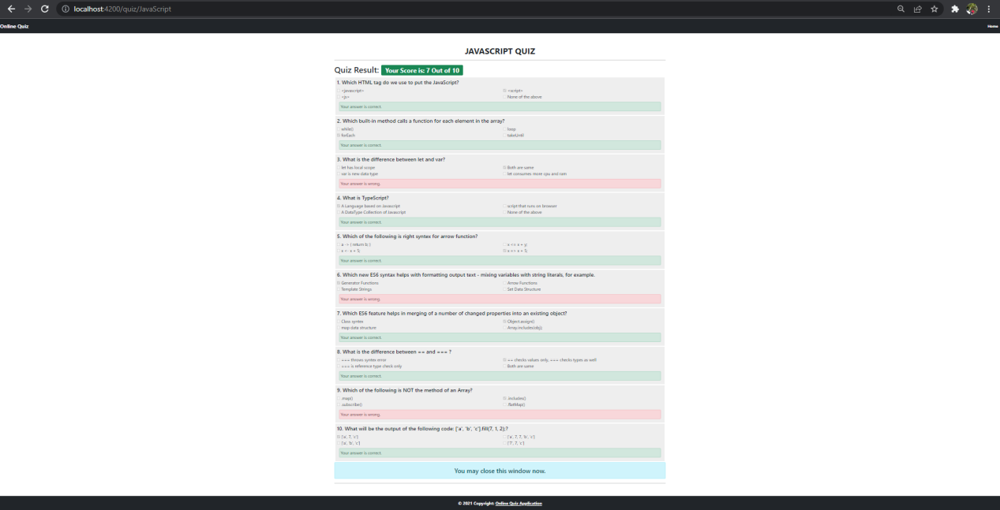 localhost:4200/quiz/JavaScript
Online Quiz
Home
JAVASCRIPT QUIZ
Quiz Result: Your Score is: 7 Out of 10
1. Which HTML tag do we use to put the JavaScript?
<javascript> <script>
<js> None of the above
Your answer is correct.
2. Which built-in method calls a function for each element in the array?
while() loop
forEach takeUntil
Your answer is correct.
3. What is the difference between let and var?
let has local scope Both are same
var is new data type let consumes more cpu and ram
Your answer is wrong.
4. What is TypeScript?
A Language based on Javascript script that runs on browser
A DataType Collection of Javascript None of the above
Your answer is correct.
5. Which of the following is right syntax for arrow function?
Your answer is correct.
6. Which new ES6 syntax helps with formatting output text - mixing variables with string literals, for example.
Generator Functions Arrow Functions
Template Strings Set Data Structure
Your answer is wrong.
7. Which ES6 feature helps in merging of a number of changed properties into an existing object?
Class syntex Object.assign()
map data structure Array.includes(obj);
Your answer is correct.
8. What is the difference between == and === ?
=== throws syntex error == checks values only, === checks types as well
=== is reference type check only Both are same
Your answer is correct.
9. Which of the following is NOT the method of an Array?
.map() .includes()
.subscribe() .flatMap()
Your answer is wrong.
10. What will be the output of the following code: ['a', 'b', 'c'].fill(7, 1, 2);?
['a', 7, 'c'] ['a', 7, 7, 'b', 'c']
['a', 'b', 'c'] ['7', 7, 'c']
Your answer is correct.
You may close this window now.
© 2021 Copyright: Online Quiz Application